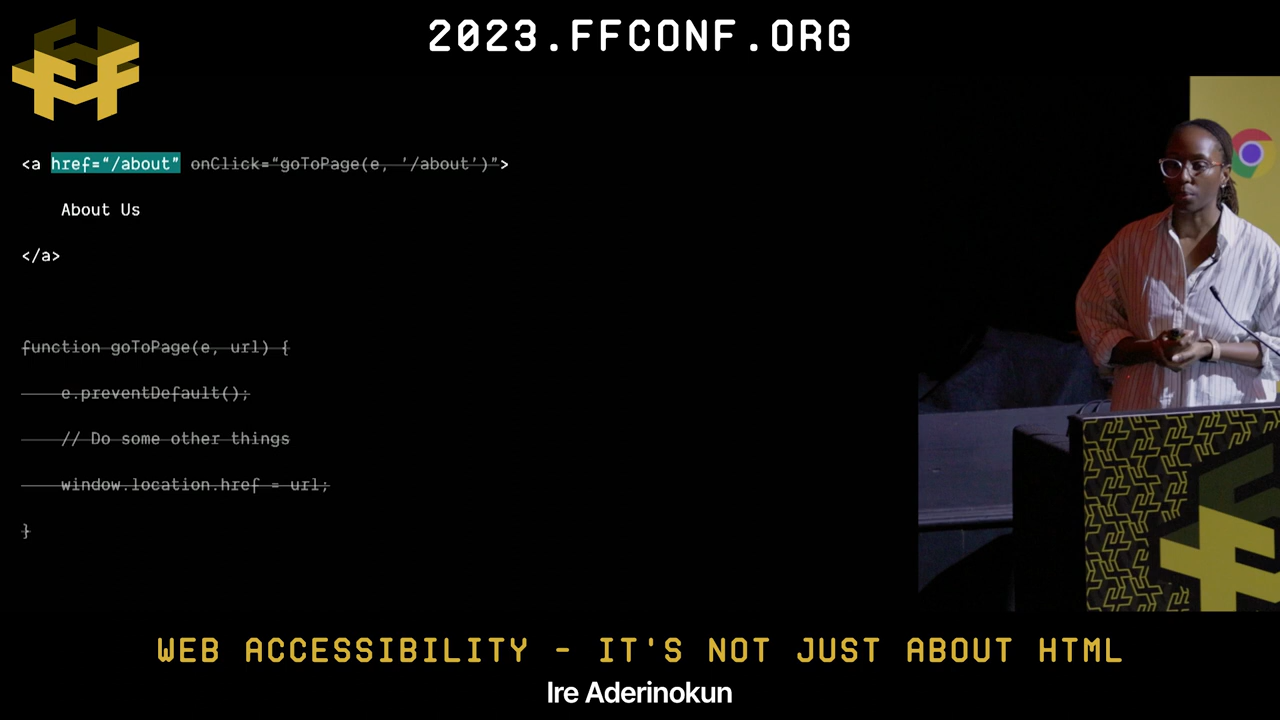 2023.FFCONF.ORG
<a href=“/about” onClick=“goToPage(e, ‘/about’)”>
About Us
</a>
function goToPage(e, url) {
e.preventDefault();
// Do some other things
window.location.href = url;
}
WEB ACCESSIBILITY - IT'S NOT JUST ABOUT HTML
Ire Aderinokun